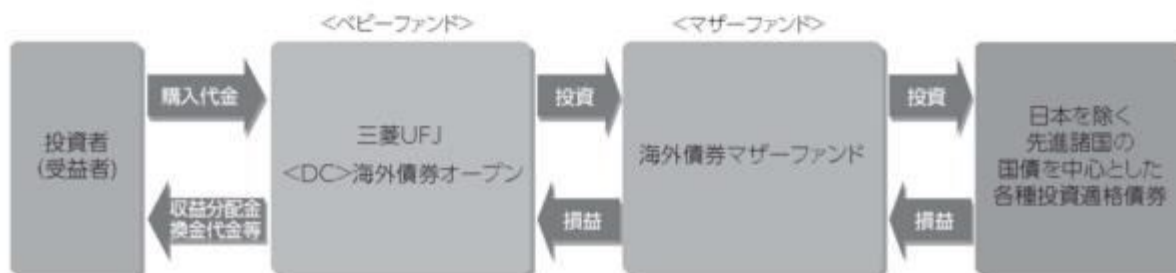 <ベビーファンド>
<マザーファンド>
投資者
(受益者)
購入代金
収益分配金
換金代金等
三菱UFJ
<DC>海外債券オープン
投資
損益
海外債券マザーファンド
投資
損益
日本を除く
先進諸国の
国債を中心とした
各種投資適格債券